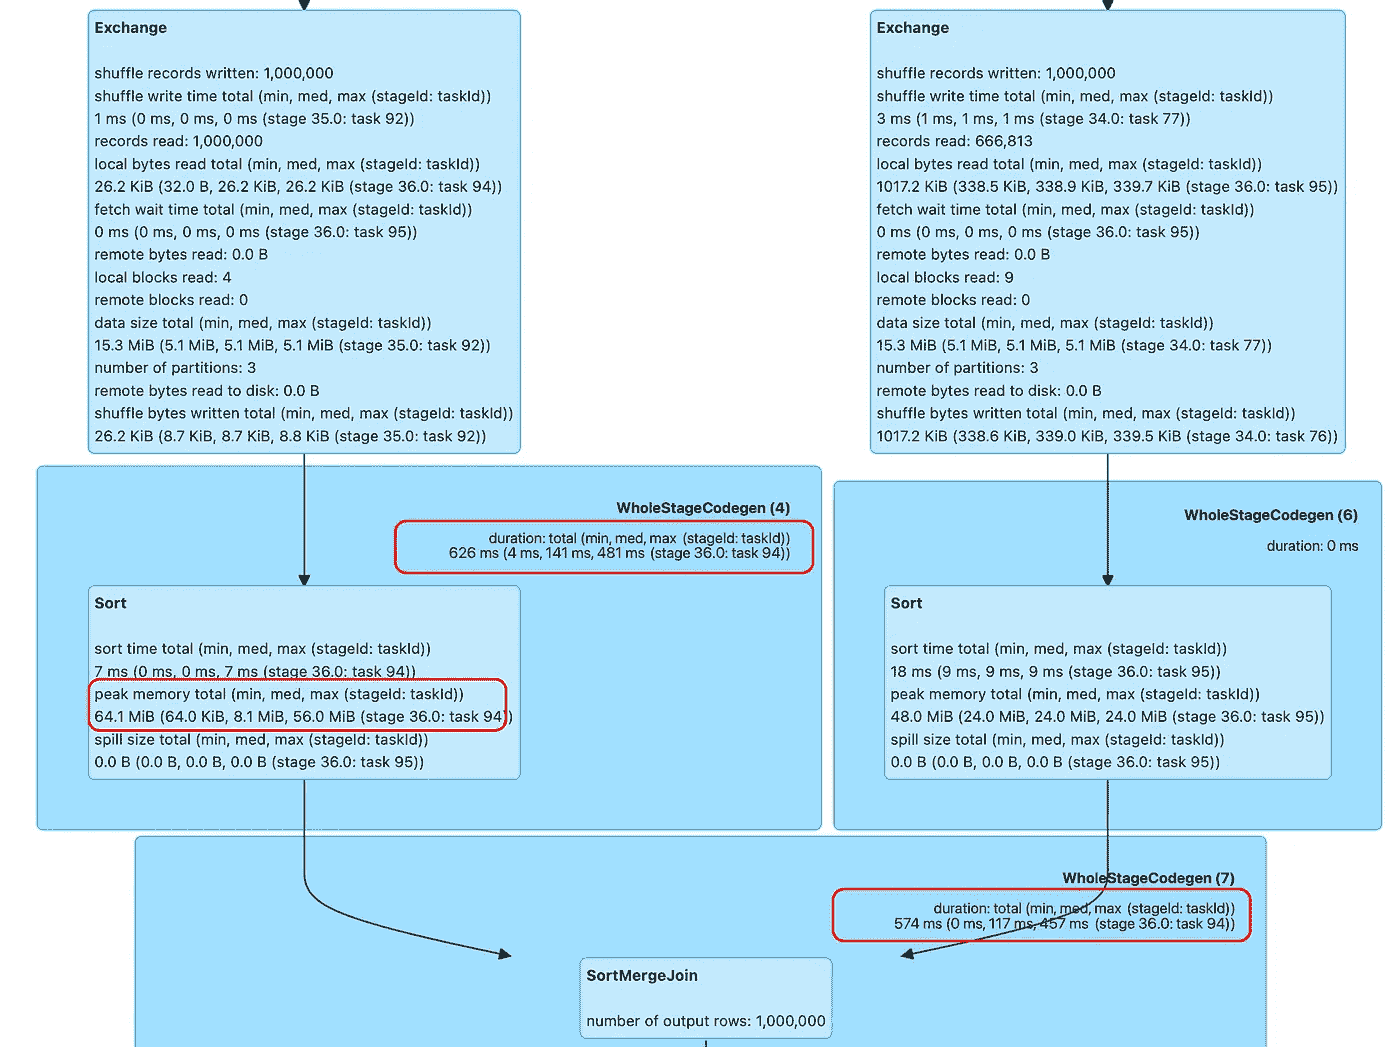 Exchange
shuffle records written: 1,000,000
shuffle write time total (min, med, max (stageId: taskId))
1 ms (0 ms, 0 ms, 0 ms (stage 35.0: task 92))
records read: 1,000,000
local bytes read total (min, med, max (stageId: taskId))
26.2 KiB (32.0 B, 26.2 KiB, 26.2 KiB (stage 36.0: task 94))
fetch wait time total (min, med, max (stageId: taskId))
0 ms (0 ms, 0 ms, 0 ms (stage 36.0: task 95))
remote bytes read: 0.0 B
local blocks read: 4
remote blocks read: 0
data size total (min, med, max (stageId: taskId))
15.3 MiB (5.1 MiB, 5.1 MiB, 5.1 MiB (stage 35.0: task 92))
number of partitions: 3
remote bytes read to disk: 0.0 B
shuffle bytes written total (min, med, max (stageId: taskId))
26.2 KiB (8.7 KiB, 8.7 KiB, 8.8 KiB (stage 35.0: task 92))
Exchange
shuffle records written: 1,000,000
shuffle write time total (min, med, max (stageId: taskId))
3 ms (1 ms, 1 ms, 1 ms (stage 34.0: task 77))
records read: 666,813
local bytes read total (min, med, max (stageId: taskId))
1017.2 KiB (338.5 KiB, 338.9 KiB, 339.7 KiB (stage 36.0: task 95))
fetch wait time total (min, med, max (stageId: taskId))
0 ms (0 ms, 0 ms, 0 ms (stage 36.0: task 95))
remote bytes read: 0.0 B
local blocks read: 9
remote blocks read: 0
data size total (min, med, max (stageId: taskId))
15.3 MiB (5.1 MiB, 5.1 MiB, 5.1 MiB (stage 34.0: task 77))
number of partitions: 3
remote bytes read to disk: 0.0 B
shuffle bytes written total (min, med, max (stageId: taskId))
1017.2 KiB (338.6 KiB, 339.0 KiB, 339.5 KiB (stage 34.0: task 76))
WholeStageCodegen (4)
duration: total (min, med, max (stageId: taskId))
626 ms (4 ms, 141 ms, 481 ms (stage 36.0: task 94))
Sort
sort time total (min, med, max (stageId: taskId))
7 ms (0 ms, 0 ms, 7 ms (stage 36.0: task 94))
peak memory total (min, med, max (stageId: taskId))
64.1 MiB (64.0 KiB, 8.1 MiB, 56.0 MiB (stage 36.0: task 94))
spill size total (min, med, max (stageId: taskId))
0.0 B (0.0 B, 0.0 B, 0.0 B (stage 36.0: task 95))
WholeStageCodegen (6)
duration: 0 ms
Sort
sort time total (min, med, max (stageId: taskId))
18 ms (9 ms, 9 ms, 9 ms (stage 36.0: task 95))
peak memory total (min, med, max (stageId: taskId))
48.0 MiB (24.0 MiB, 24.0 MiB, 24.0 MiB (stage 36.0: task 95))
spill size total (min, med, max (stageId: taskId))
0.0 B (0.0 B, 0.0 B, 0.0 B (stage 36.0: task 95))
WholeStageCodegen (7)
duration: total (min, med, max (stageId: taskId))
574 ms (0 ms, 117 ms, 457 ms (stage 36.0: task 94))
SortMergeJoin
number of output rows: 1,000,000